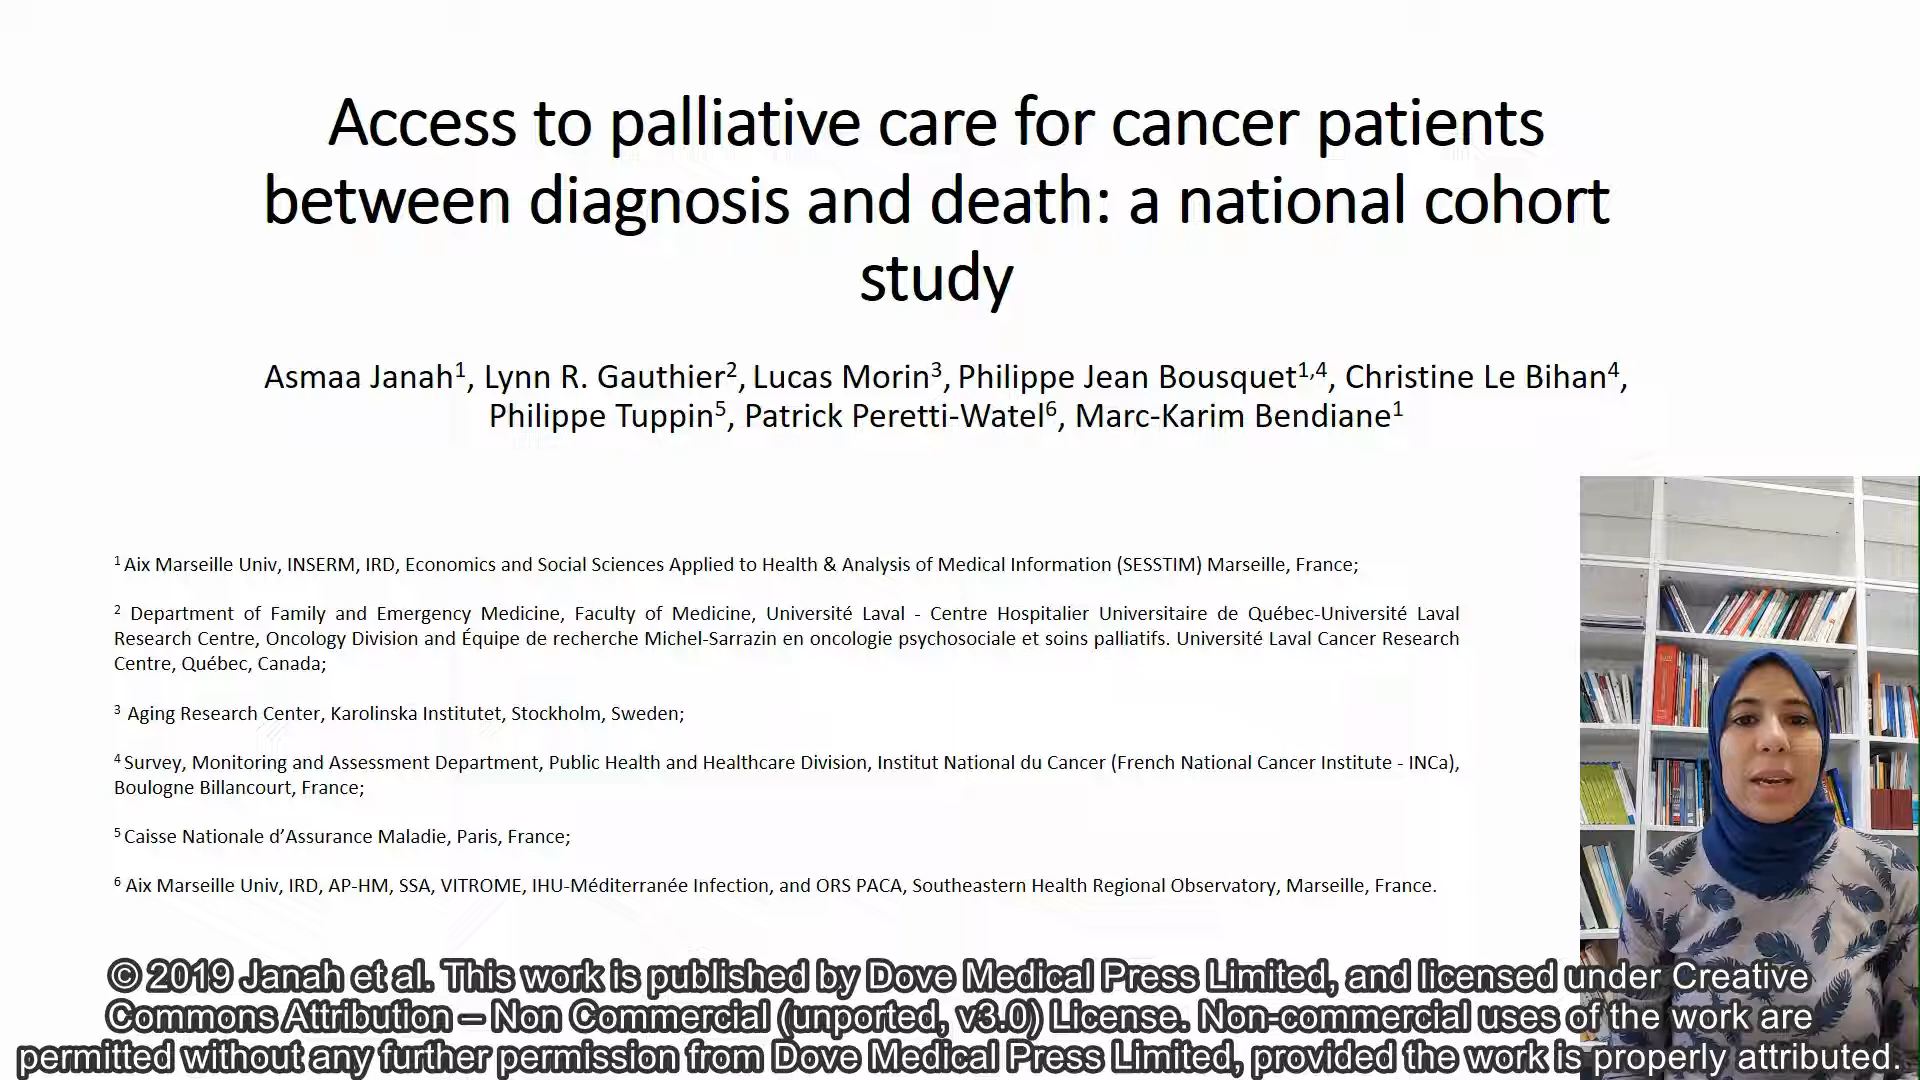 Access to palliative care for cancer patients
between diagnosis and death: a national cohort
study
Asmaa Janah1, Lynn R. Gauthier2, Lucas Morin3, Philippe Jean Bousquet1,4, Christine Le Bihan4,
Philippe Tuppin5, Patrick Peretti-Watel6, Marc-Karim Bendiane1
1 Aix Marseille Univ, INSERM, IRD, Economics and Social Sciences Applied to Health & Analysis of Medical Information (SESSTIM) Marseille, France;
2 Department of Family and Emergency Medicine, Faculty of Medicine, Université Laval - Centre Hospitalier Universitaire de Québec-Université Laval
Research Centre, Oncology Division and Équipe de recherche Michel-Sarrazin en oncologie psychosociale et soins palliatifs. Université Laval Cancer Research
Centre, Québec, Canada;
3 Aging Research Center, Karolinska Institutet, Stockholm, Sweden;
4 Survey, Monitoring and Assessment Department, Public Health and Healthcare Division, Institut National du Cancer (French National Cancer Institute - INCa),
Boulogne Billancourt, France;
5 Caisse Nationale d’Assurance Maladie, Paris, France;
6 Aix Marseille Univ, IRD, AP-HM, SSA, VITROME, IHU-Méditerranée Infection, and ORS PACA, Southeastern Health Regional Observatory, Marseille, France.
© 2019 Janah et al. This work is published by Dove Medical Press Limited, and licensed under Creative
Commons Attribution – Non Commercial (unported, v3.0) License. Non-commercial uses of the work are
permitted without any further permission from Dove Medical Press Limited, provided the work is properly attributed.